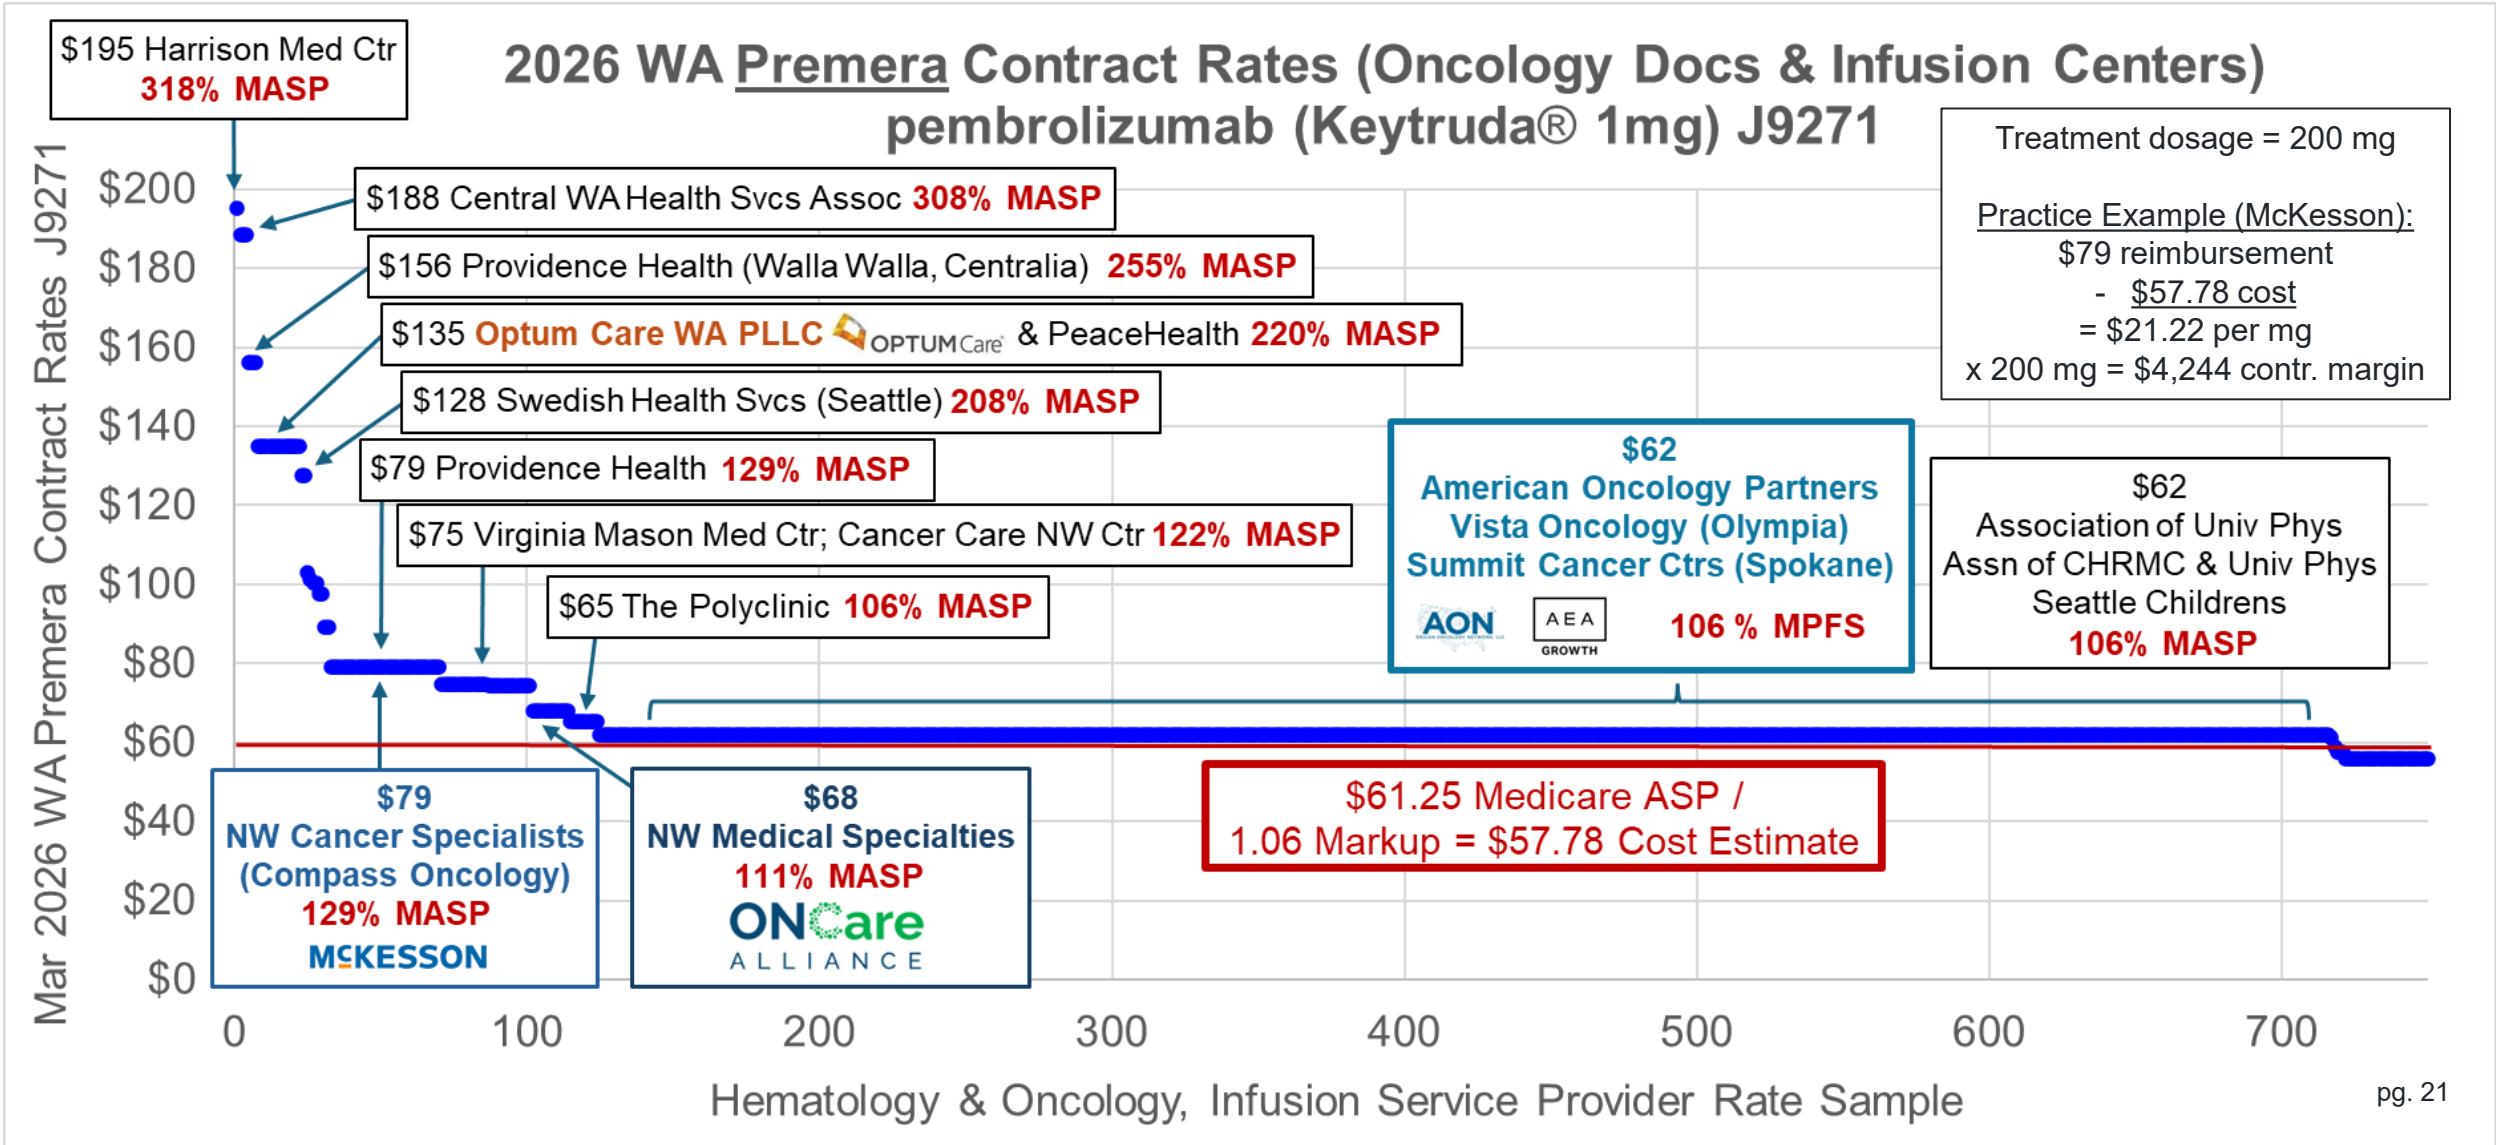 $195 Harrison Med Ctr
318% MASP
2026 WA Premera Contract Rates (Oncology Docs & Infusion Centers)
pembrolizumab (Keytruda® 1mg) J9271
Treatment dosage = 200 mg
Practice Example (McKesson):
$79 reimbursement
- $57.78 cost
= $21.22 per mg
x 200 mg = $4,244 contr. margin
Mar 2026 WA Premera Contract Rates J9271
$200
$180
$160
$140
$120
$100
$80
$60
$40
$20
$0
$188 Central WA Health Svcs Assoc 308% MASP
$156 Providence Health (Walla Walla, Centralia) 255% MASP
$135 Optum Care WA PLLC OPTUMCare & PeaceHealth 220% MASP
$128 Swedish Health Svcs (Seattle) 208% MASP
$79 Providence Health 129% MASP
$75 Virginia Mason Med Ctr; Cancer Care NW Ctr 122% MASP
$65 The Polyclinic 106% MASP
$62
American Oncology Partners
Vista Oncology (Olympia)
Summit Cancer Ctrs (Spokane)
AON
AEA
GROWTH
106 % MPFS
$62
Association of Univ Phys
Assn of CHRMC & Univ Phys
Seattle Childrens
106% MASP
$79
NW Cancer Specialists
(Compass Oncology)
129% MASP
McKESSON
$68
NW Medical Specialties
111% MASP
ONCare
ALLIANCE
$61.25 Medicare ASP /
1.06 Markup = $57.78 Cost Estimate
0 100 200 300 400 500 600 700
Hematology & Oncology, Infusion Service Provider Rate Sample
pg. 21